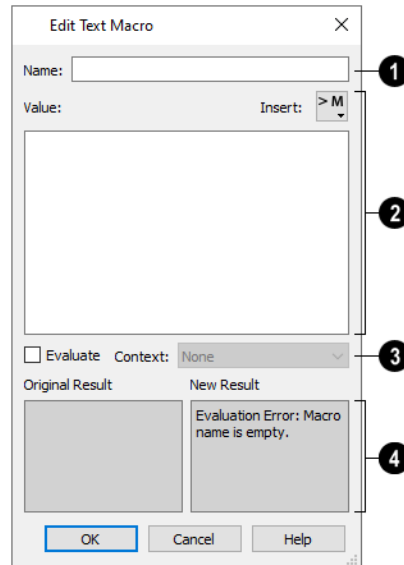 Edit Text Macro
Name:
1
Value:
Insert:
> M
2
Evaluate Context: None
3
Original Result
New Result
Evaluation Error: Macro
name is empty.
4
OK
Cancel
Help